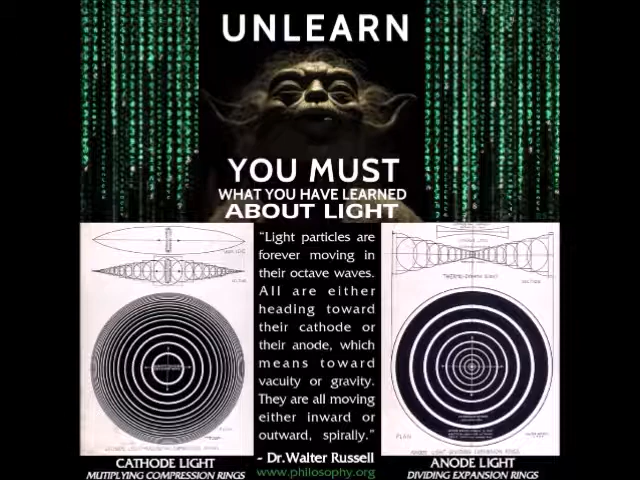 UNLEARN
YOU MUST
WHAT YOU HAVE LEARNED
ABOUT LIGHT
“Light particles are
forever moving in
their octave waves.
All are either
heading toward
their cathode or
their anode, which
means toward
vacuity or gravity.
They are all moving
either inward or
outward, spirally.”
- Dr.Walter Russell
www.philosophy.org
PLAN
CATHODE LIGHT
MUTIPLYING COMPRESSION RINGS
PLAN
ANODE LIGHT
DIVIDING EXPANSION RINGS